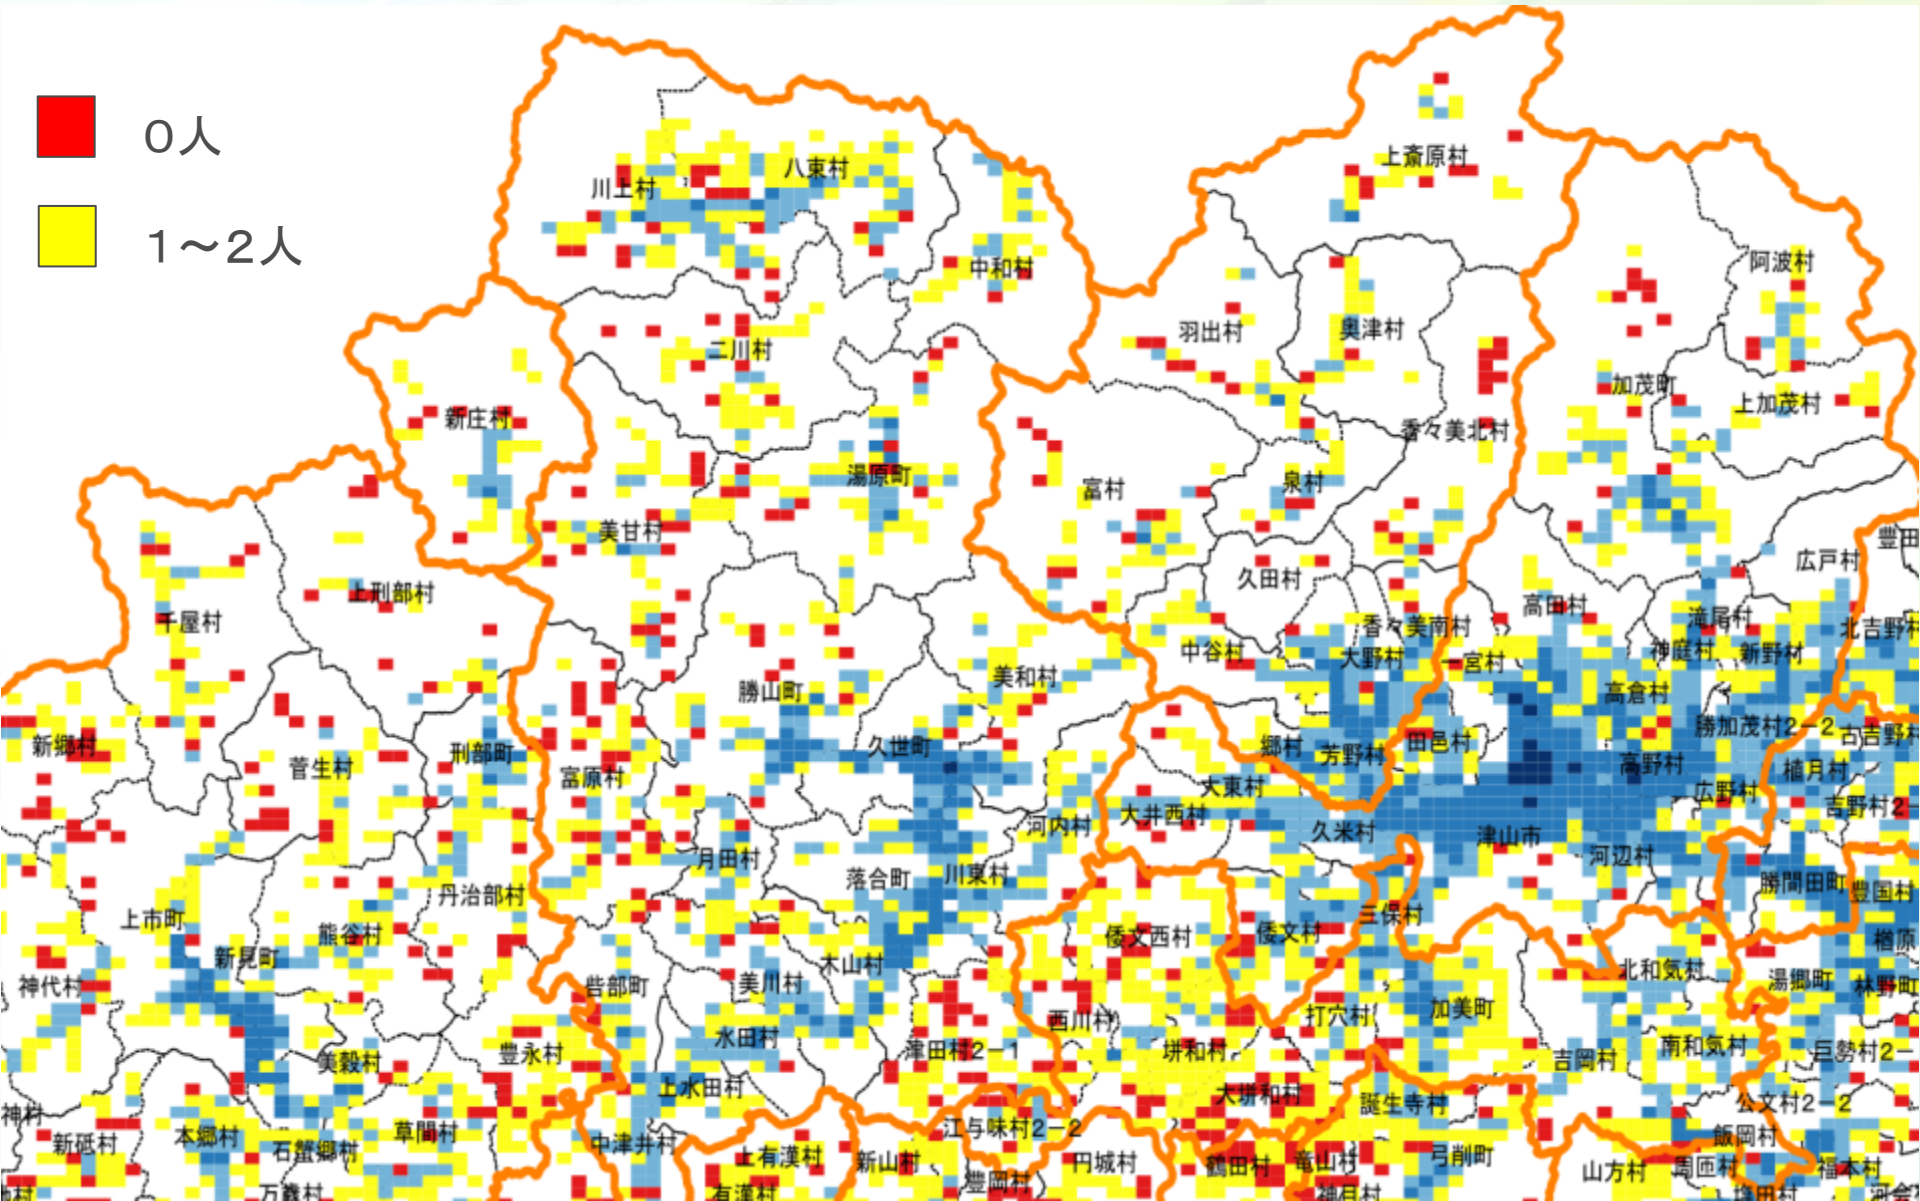 0人
1～2人
八束村
川上村
上斎原村
中和村
阿波村
羽出村
奥津村
二川村
加茂町
上加茂村
新庄村
香々美北村
湯原町
富村
泉村
美甘村
豊田
広戸村
久田村
上刑部村
高田村
千屋村
滝尾村
香々美南村
北吉野村
中谷村
大野村
一宮村
神庭村
新野村
美和村
勝山町
高倉村
勝加茂村2－2
古吉野村
新郷村
刑部町
久世町
郷村
芳野村
田邑村
菅生村
富原村
高野村
植月村
大東村
広野村
大井西村
吉野村2－
河内村
久米村
津山市
月田村
河辺村
落合町
川東村
勝間田町
豊国村
丹治部村
上市町
三保村
熊谷村
倭文西村
倭文村
楢原
新見町
木山村
北和気村
神代村
呰部町
美川村
湯郷町
林野町
加美町
西川村
打穴村
水田村
豊永村
津田村2－1
垪和村
南和気村
巨勢村2－
美穀村
吉岡村
上水田村
大垪和村
誕生寺村
公文村2－2
神村
草間村
江与味村2－2
本郷村
新砥村
石蟹郷村
中津井村
飯岡村
上有漢村
新山村
円城村
鶴田村
竜山村
弓削町
山方村
周匝村
福本村
豊岡村
有漢村
神目村
万歳村
河会